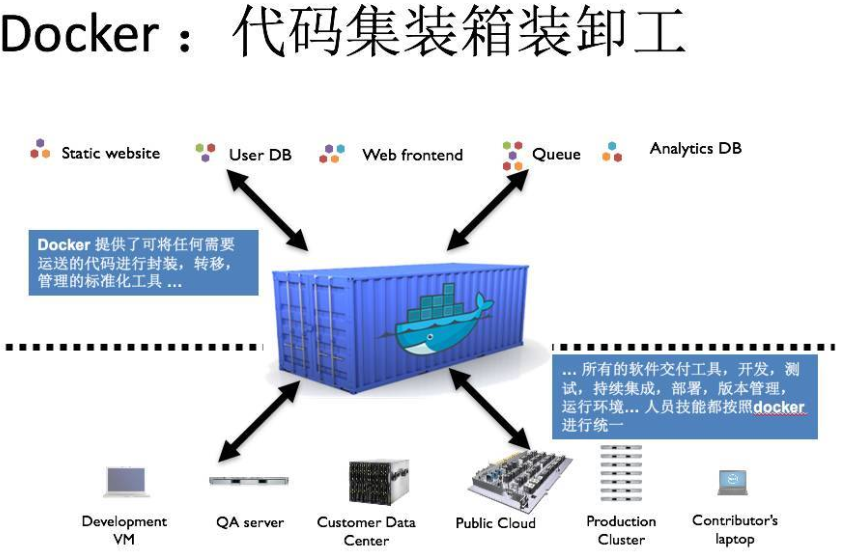 Docker： 代码集装箱装卸工
Static website
User DB
Web frontend
Queue
Analytics DB
Docker 提供了可将任何需要
运送的代码进行封装，转移，
管理的标准化工具 ...
... 所有的软件交付工具，开发，测
试，持续集成，部署，版本管理，
运行环境... 人员技能都按照docker
进行统一
Development
VM
QA server
Customer Data
Center
Public Cloud
Production
Cluster
Contributor's
laptop